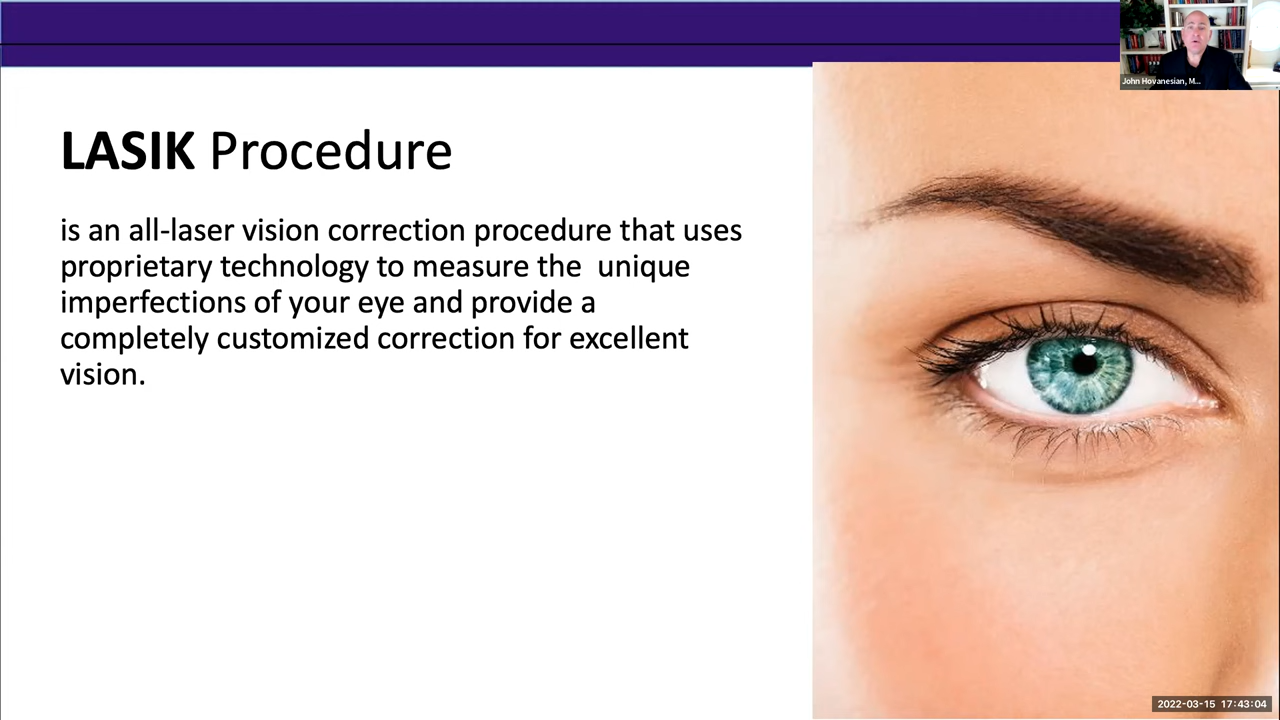 John Hovanesian, M...
LASIK Procedure
is an all-laser vision correction procedure that uses
proprietary technology to measure the  unique
imperfections of your eye and provide a
completely customized correction for excellent
vision.
2022-03-15 17:43:04